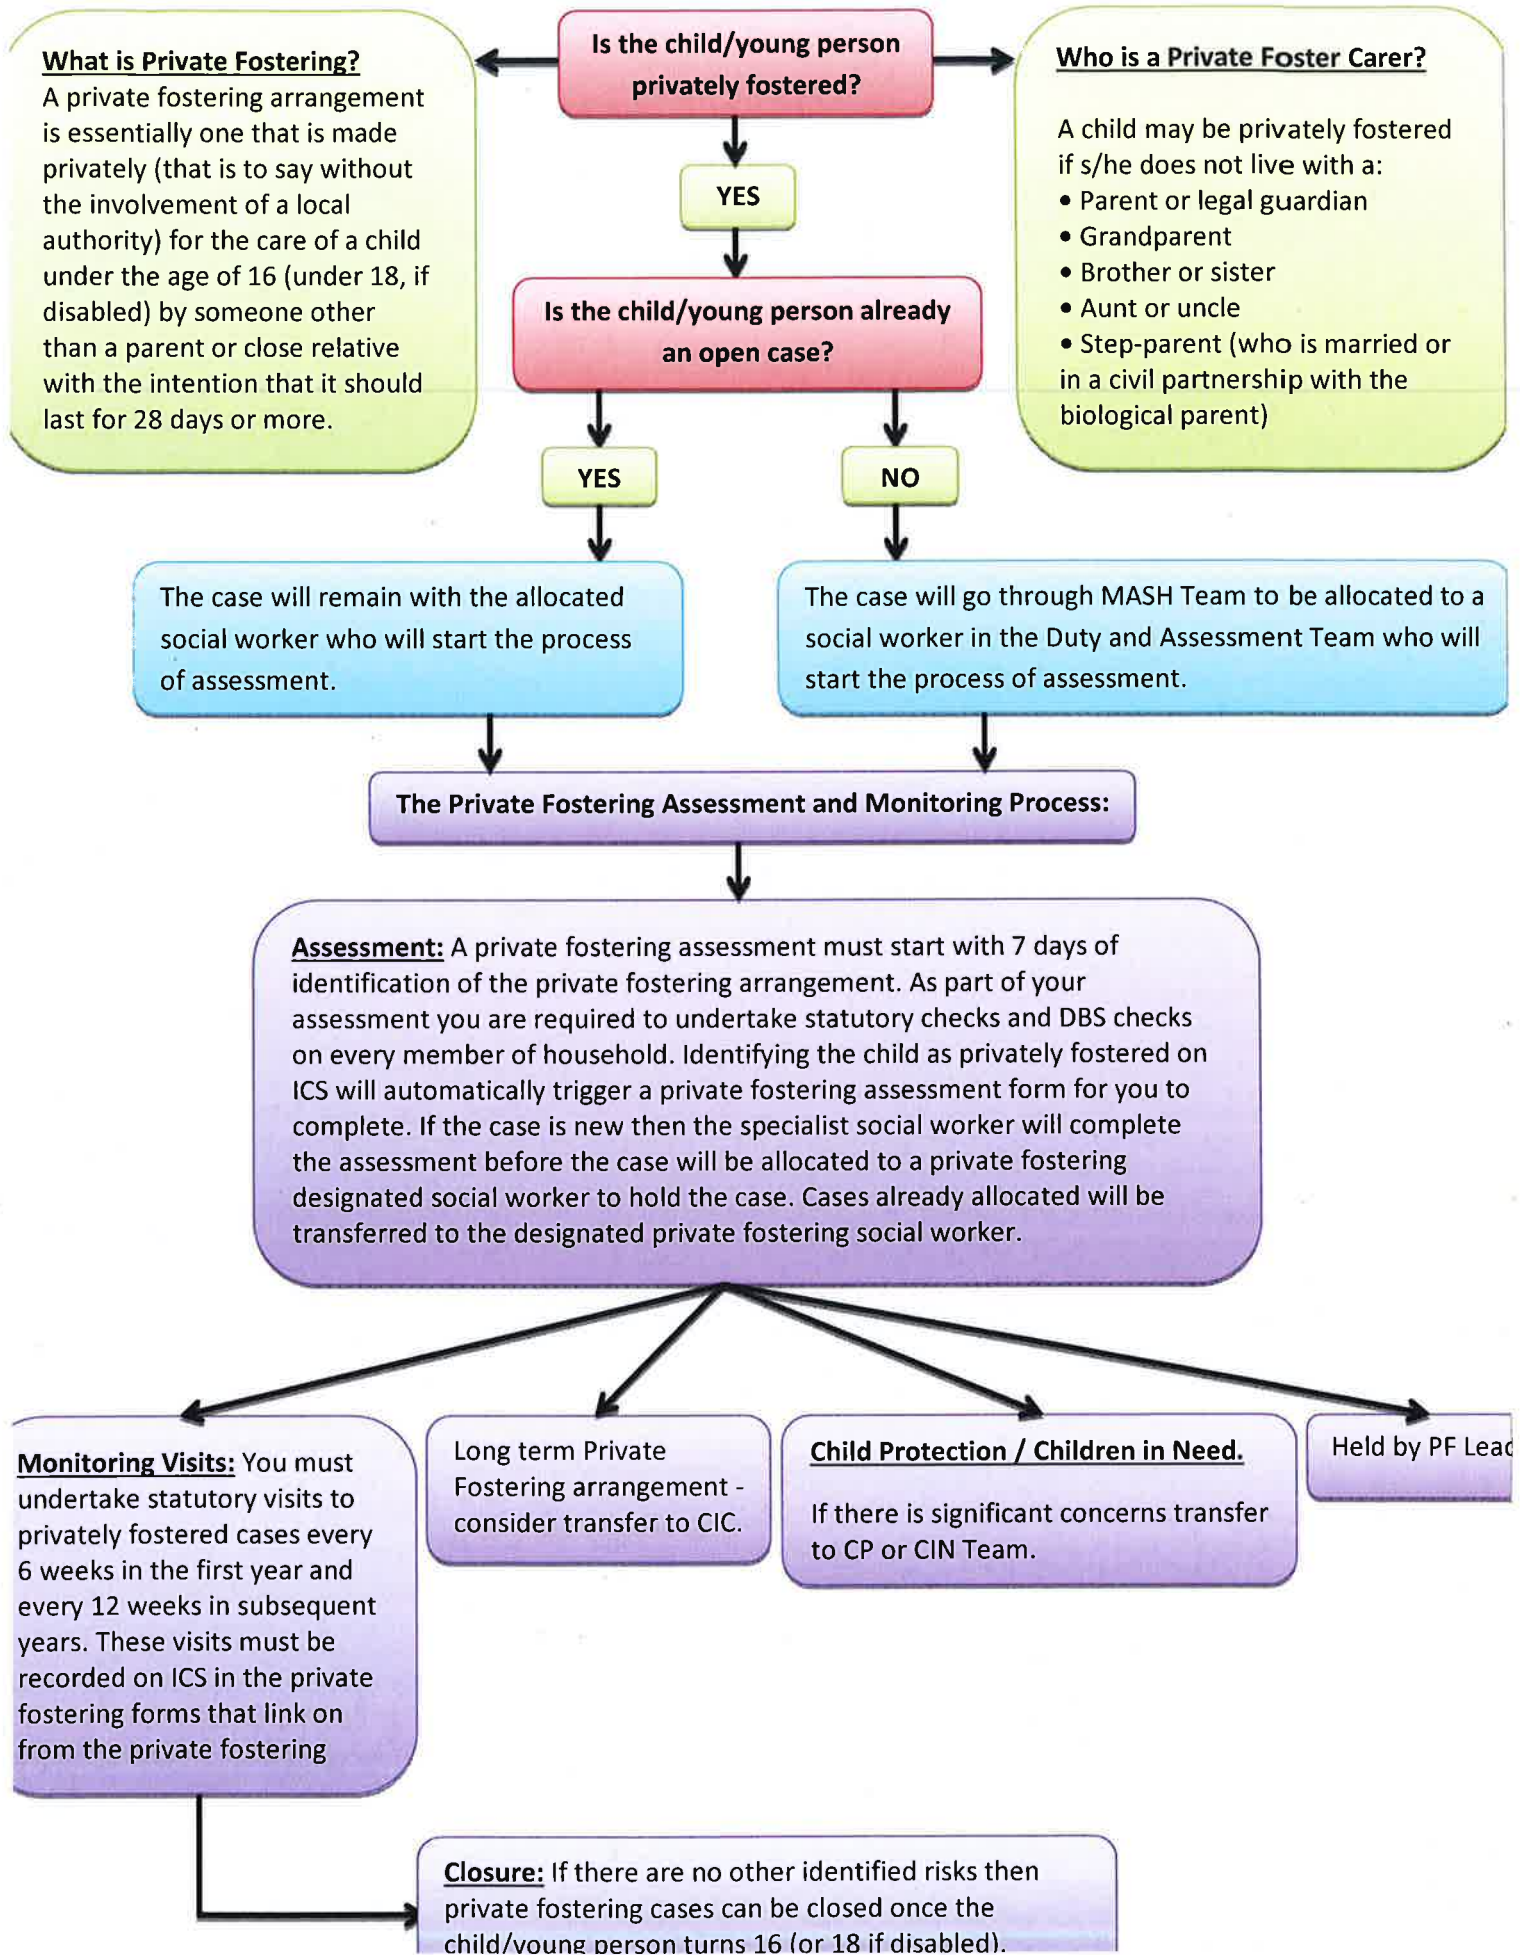 Is the child/young person
privately fostered?
What is Private Fostering?
A private fostering arrangement
is essentially one that is made
privately (that is to say without
the involvement of a local
authority) for the care of a child
under the age of 16 (under 18, if
disabled) by someone other
than a parent or close relative
with the intention that it should
last for 28 days or more.
Who is a Private Foster Carer?
A child may be privately fostered
if s/he does not live with a:
• Parent or legal guardian
• Grandparent
• Brother or sister
• Aunt or uncle
• Step-parent (who is married or
in a civil partnership with the
biological parent)
YES
Is the child/young person already
an open case?
YES
NO
The case will remain with the allocated
social worker who will start the process
of assessment.
The case will go through MASH Team to be allocated to a
social worker in the Duty and Assessment Team who will
start the process of assessment.
The Private Fostering Assessment and Monitoring Process:
Assessment: A private fostering assessment must start with 7 days of
identification of the private fostering arrangement. As part of your
assessment you are required to undertake statutory checks and DBS checks
on every member of household. Identifying the child as privately fostered on
ICS will automatically trigger a private fostering assessment form for you to
complete. If the case is new then the specialist social worker will complete
the assessment before the case will be allocated to a private fostering
designated social worker to hold the case. Cases already allocated will be
transferred to the designated private fostering social worker.
Monitoring Visits: You must
undertake statutory visits to
privately fostered cases every
6 weeks in the first year and
every 12 weeks in subsequent
years. These visits must be
recorded on ICS in the private
fostering forms that link on
from the private fostering
Long term Private
Fostering arrangement -
consider transfer to CIC.
Child Protection / Children in Need.
If there is significant concerns transfer
to CP or CIN Team.
Held by PF Lead
Closure: If there are no other identified risks then
private fostering cases can be closed once the
child/young person turns 16 (or 18 if disabled).